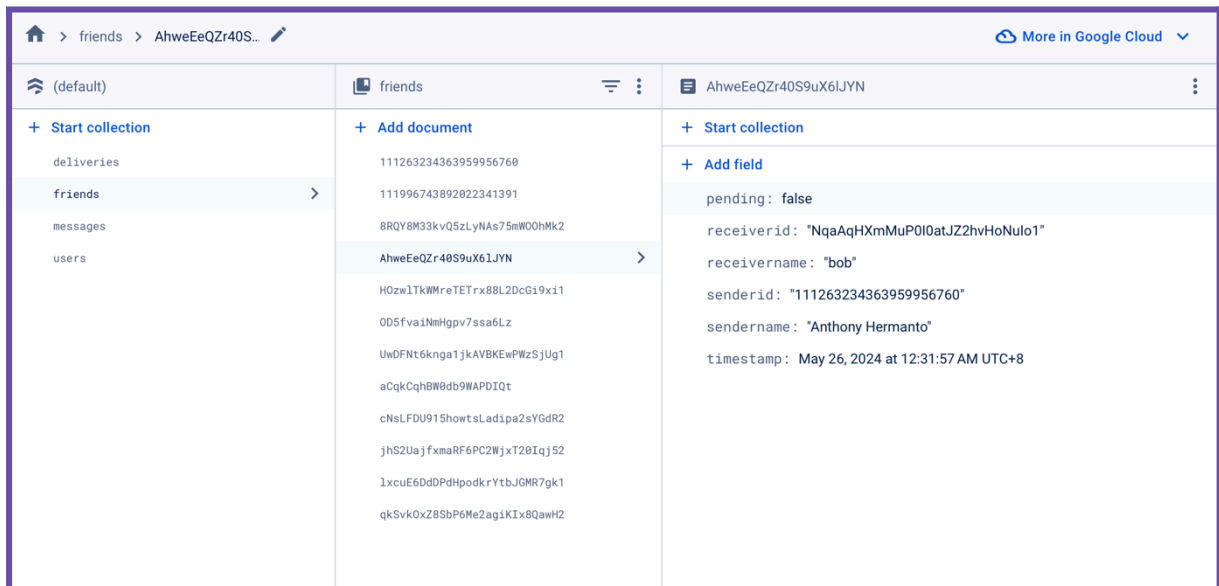 friends AhweEeQZr40S…
More in Google Cloud
(default)
+ Start collection
deliveries
friends
messages
users
friends
+ Add document
111263234363959956760
111996743892022341391
8RQY8M33kvQ5zLyNAs75mWOOhMk2
AhweEeQZr40S9uX6lJYN
HOzwlTkWMreTETrx88L2DcGi9xi1
OD5fvaiNmHgpv7ssa6Lz
UwDFNt6knga1jkAVBKEwPWzSjUg1
aCqkCqhBW0db9WAPDIQt
cNsLFDU915howtsLadipa2sYGdR2
jhS2UajfxmaRF6PC2WjxT20Iqj52
lxcuE6DdDPdHpodkrYtbJGMR7gk1
qkSvkOxZ8SbP6Me2agiKIx8QawH2
AhweEeQZr40S9uX6lJYN
+ Start collection
+ Add field
pending: false
receiverid: "NqaAqHXmMuP0I0atJZ2hvHoNulo1"
receivername: "bob"
senderid: "111263234363959956760"
sendername: "Anthony Hermanto"
timestamp: May 26, 2024 at 12:31:57 AM UTC+8